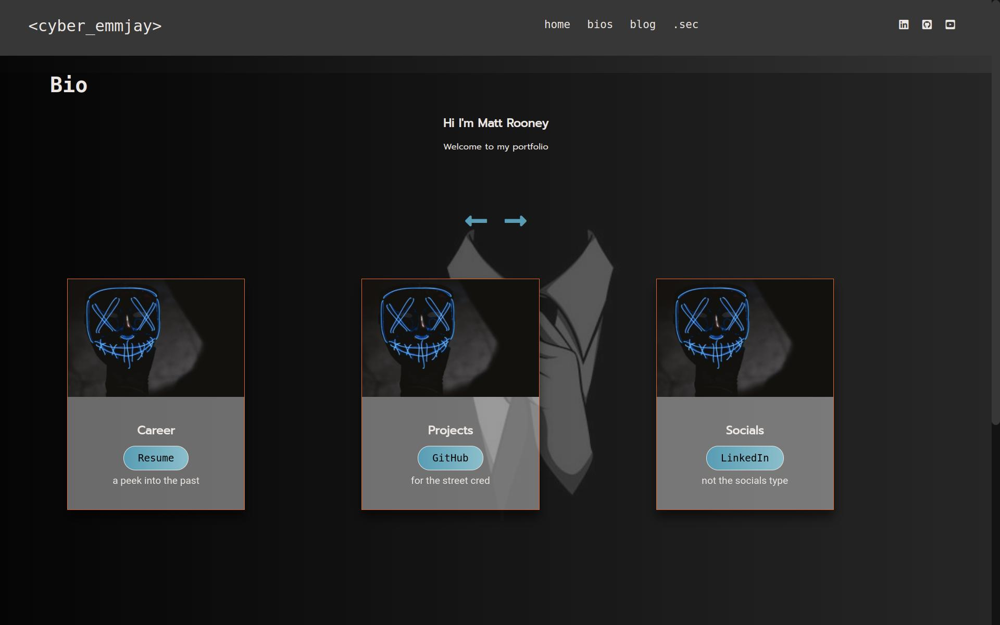 <cyber_emmjay>
home bios blog .sec
Bio
Hi I'm Matt Rooney
Welcome to my portfolio
Career
Resume
a peek into the past
Projects
GitHub
for the street cred
Socials
LinkedIn
not the socials type